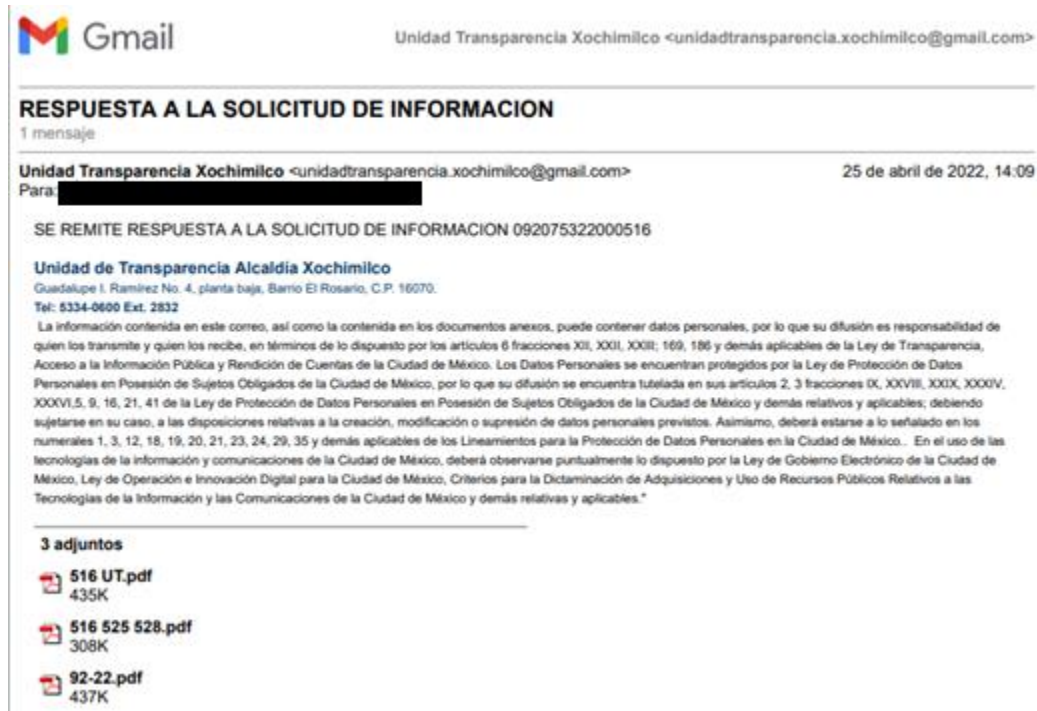 Gmail
Unidad Transparencia Xochimilco <unidadtransparencia.xochimilco@gmail.com>
RESPUESTA A LA SOLICITUD DE INFORMACION
1 mensaje
Unidad Transparencia Xochimilco <unidadtransparencia.xochimilco@gmail.com>
25 de abril de 2022, 14:09
Para:
SE REMITE RESPUESTA A LA SOLICITUD DE INFORMACION 092075322000516
Unidad de Transparencia Alcaldía Xochimilco
Guadalupe I. Ramírez No. 4, planta baja, Barrio El Rosario, C.P. 16070.
Tel: 5334-0600 Ext. 2832
La información contenida en este correo, así como la contenida en los documentos anexos, puede contener datos personales, por lo que su difusión es responsabilidad de
quien los transmite y quien los recibe, en términos de lo dispuesto por los artículos 6 fracciones XII, XXII, XXIII; 169, 186 y demás aplicables de la Ley de Transparencia,
Acceso a la Información Pública y Rendición de Cuentas de la Ciudad de México. Los Datos Personales se encuentran protegidos por la Ley de Protección de Datos
Personales en Posesión de Sujetos Obligados de la Ciudad de México, por lo que su difusión se encuentra tutelada en sus artículos 2, 3 fracciones IX, XXVIII, XXIX, XXXIV,
XXXVI,5, 9, 16, 21, 41 de la Ley de Protección de Datos Personales en Posesión de Sujetos Obligados de la Ciudad de México y demás relativos y aplicables; debiendo
sujetarse en su caso, a las disposiciones relativas a la creación, modificación o supresión de datos personales previstos. Asimismo, deberá estarse a lo señalado en los
numerales 1, 3, 12, 18, 19, 20, 21, 23, 24, 29, 35 y demás aplicables de los Lineamientos para la Protección de Datos Personales en la Ciudad de México.. En el uso de las
tecnologías de la información y comunicaciones de la Ciudad de México, deberá observarse puntualmente lo dispuesto por la Ley de Gobierno Electrónico de la Ciudad de
México, Ley de Operación e Innovación Digital para la Ciudad de México, Criterios para la Dictaminación de Adquisiciones y Uso de Recursos Públicos Relativos a las
Tecnologías de la Información y las Comunicaciones de la Ciudad de México y demás relativas y aplicables."
3 adjuntos
516 UT.pdf
435K
516 525 528.pdf
308K
92-22.pdf
437K